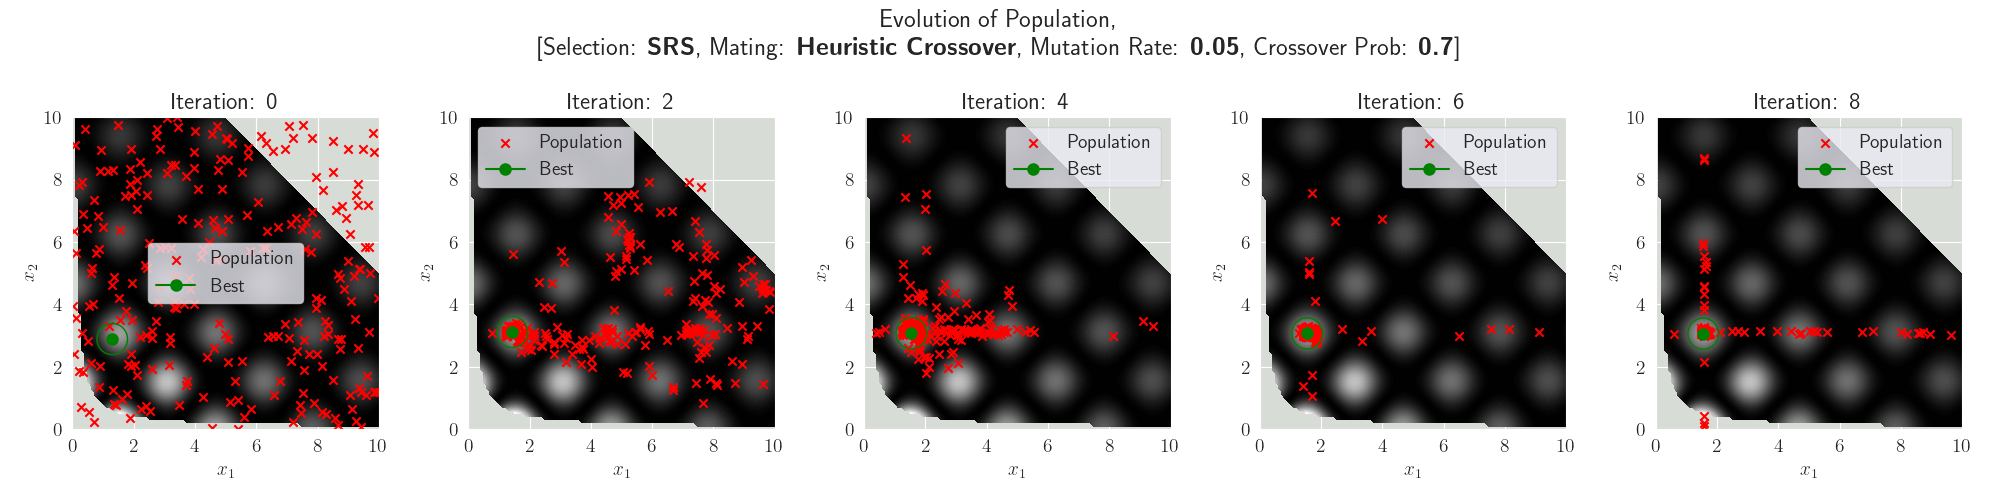 Evolution of Population,
[Selection: SRS, Mating: Heuristic Crossover, Mutation Rate: 0.05, Crossover Prob: 0.7]
Iteration: 0
10
8
6
4
2
0
x2
Population
Best
0 2 4 6 8 10
x1
Iteration: 2
10
8
6
4
2
0
x2
Population
Best
0 2 4 6 8 10
x1
Iteration: 4
10
8
6
4
2
0
x2
Population
Best
0 2 4 6 8 10
x1
Iteration: 6
10
8
6
4
2
0
x2
Population
Best
0 2 4 6 8 10
x1
Iteration: 8
10
8
6
4
2
0
x2
Population
Best
0 2 4 6 8 10
x1